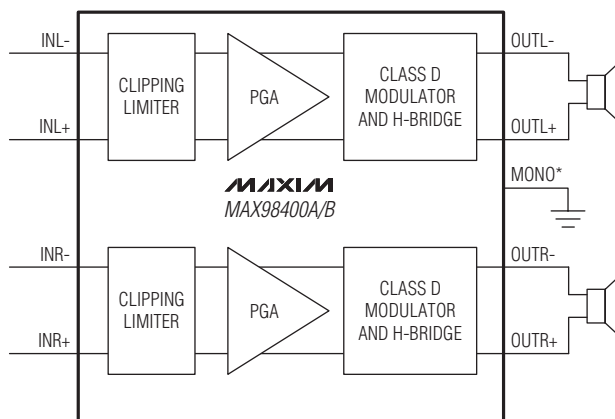 INL-
OUTL-
CLIPPING
LIMITER
PGA
CLASS D
MODULATOR
AND H-BRIDGE
INL+
OUTL+
MONO*
MAXIM
MAX98400A/B
INR-
OUTR-
CLIPPING
LIMITER
PGA
CLASS D
MODULATOR
AND H-BRIDGE
INR+
OUTR+